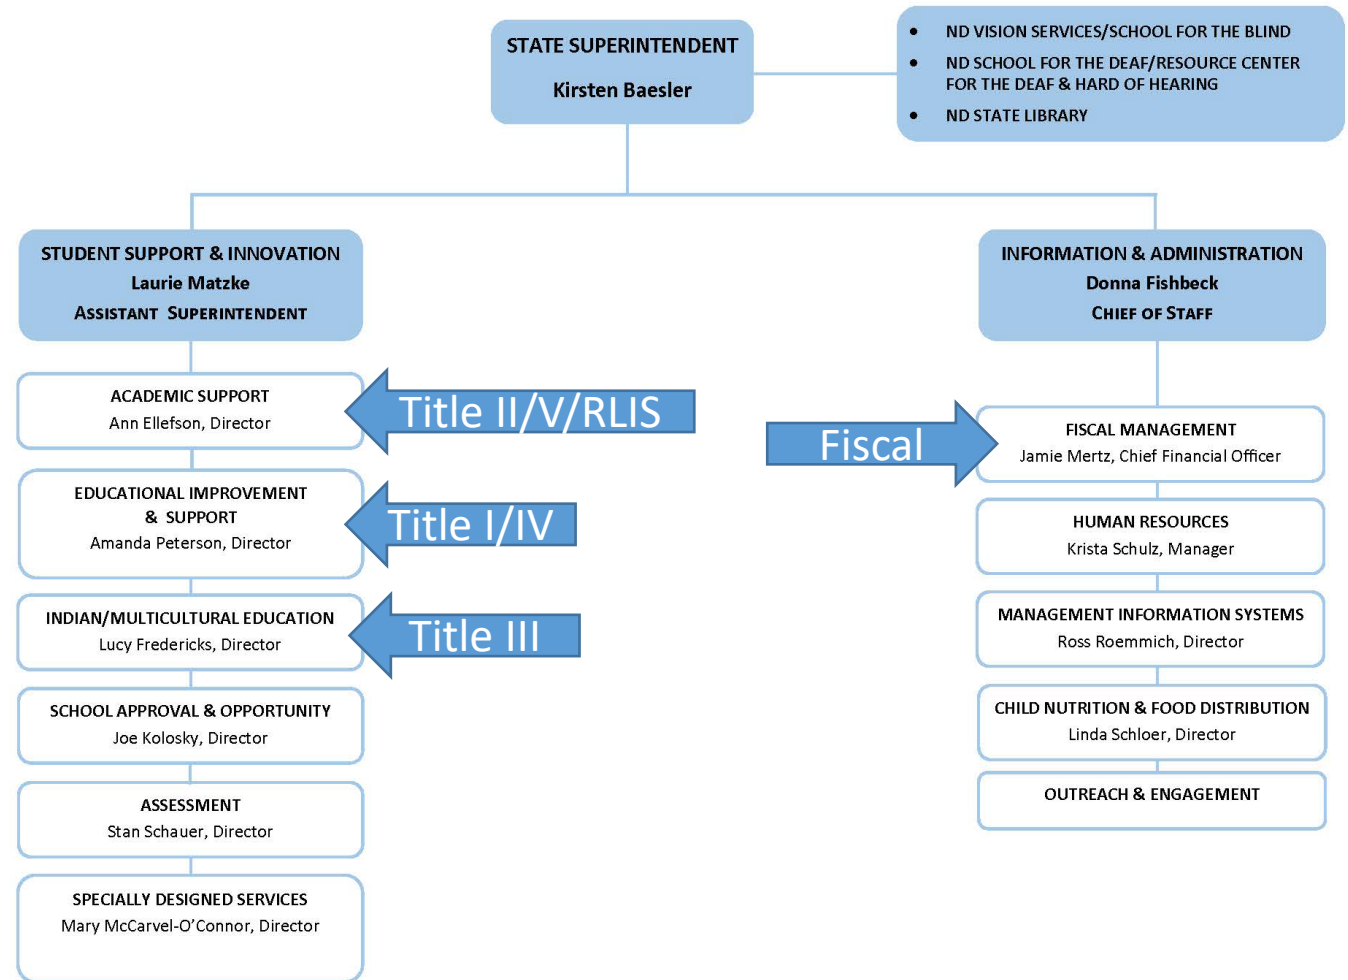 STATE SUPERINTENDENT
Kirsten Baesler
• ND VISION SERVICES/SCHOOL FOR THE BLIND
• ND SCHOOL FOR THE DEAF/RESOURCE CENTER
FOR THE DEAF & HARD OF HEARING
• ND STATE LIBRARY
STUDENT SUPPORT & INNOVATION
Laurie Matzke
ASSISTANT SUPERINTENDENT
ACADEMIC SUPPORT
Ann Ellefson, Director
Title II/V/RLIS
EDUCATIONAL IMPROVEMENT
& SUPPORT
Amanda Peterson, Director
Title I/IV
INDIAN/MULTICULTURAL EDUCATION
Lucy Fredericks, Director
Title III
SCHOOL APPROVAL & OPPORTUNITY
Joe Kolosky, Director
ASSESSMENT
Stan Schauer, Director
SPECIALLY DESIGNED SERVICES
Mary McCarvel-O'Connor, Director
INFORMATION & ADMINISTRATION
Donna Fishbeck
CHIEF OF STAFF
Fiscal
FISCAL MANAGEMENT
Jamie Mertz, Chief Financial Officer
HUMAN RESOURCES
Krista Schulz, Manager
MANAGEMENT INFORMATION SYSTEMS
Ross Roemmich, Director
CHILD NUTRITION & FOOD DISTRIBUTION
Linda Schloer, Director
OUTREACH & ENGAGEMENT